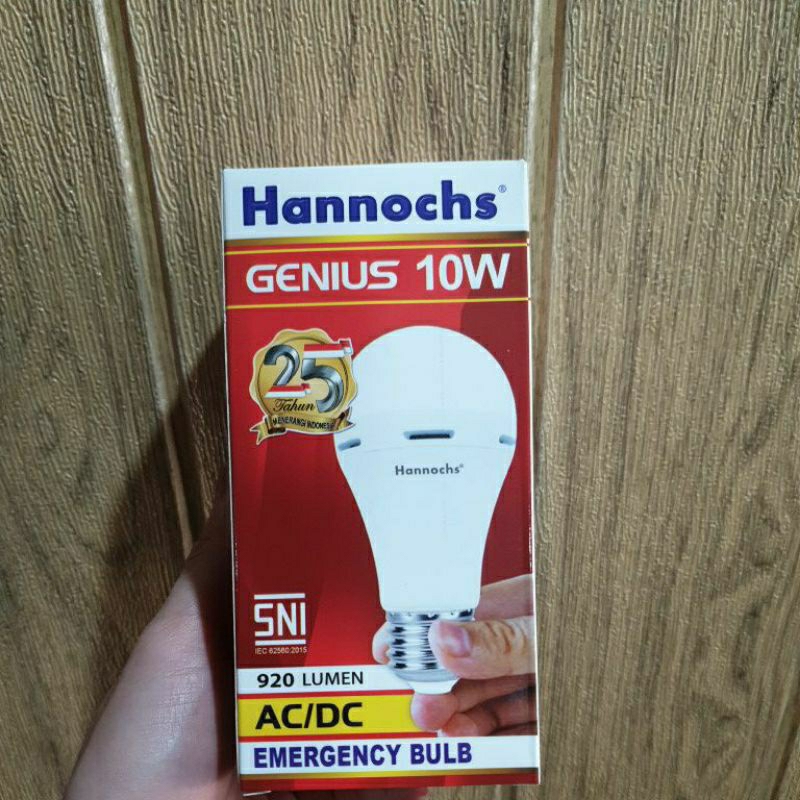 Hannochs®
GENIUS 10W
25
Tahun
MENERANGI INDONESIA
Hannochs®
SNI
IEC 62560:2015
920 LUMEN
AC/DC
EMERGENCY BULB